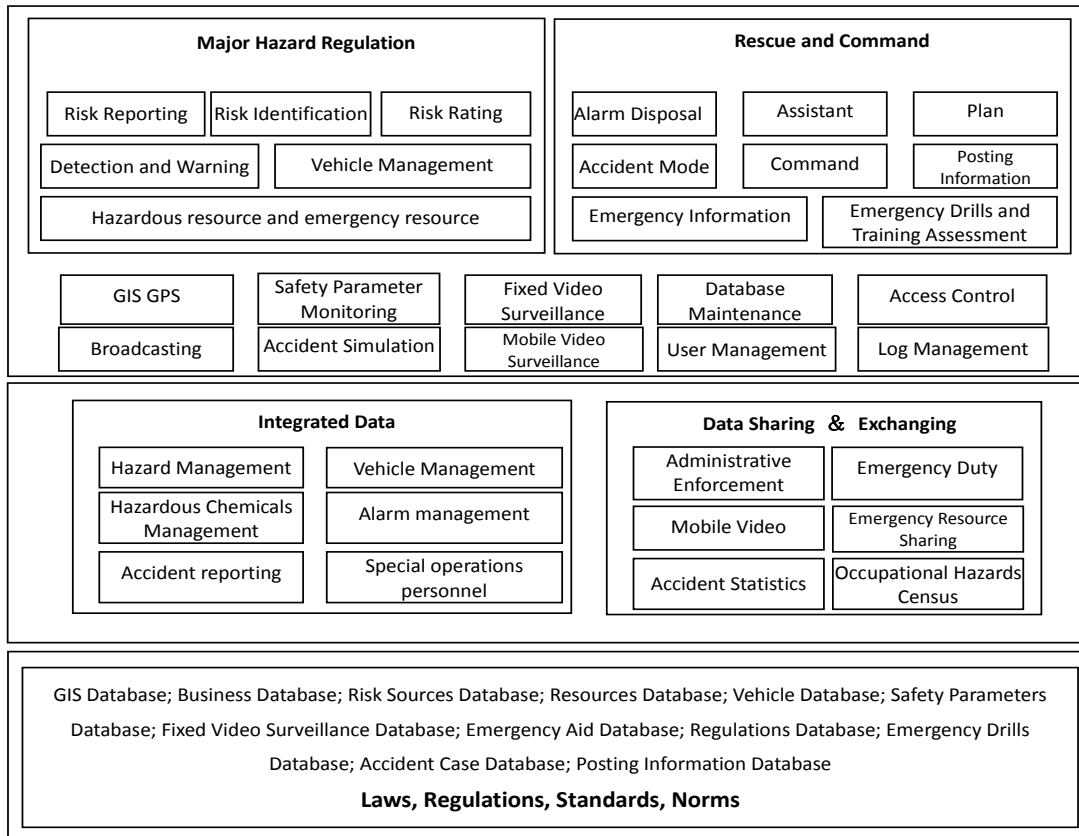 Major Hazard Regulation
Risk Reporting
Risk Identification
Risk Rating
Detection and Warning
Vehicle Management
Hazardous resource and emergency resource
Rescue and Command
Alarm Disposal
Assistant
Plan
Accident Mode
Command
Posting
Information
Emergency Information
Emergency Drills and
Training Assessment
GIS GPS
Safety Parameter
Monitoring
Fixed Video
Surveillance
Database
Maintenance
Access Control
Broadcasting
Accident Simulation
Mobile Video
Surveillance
User Management
Log Management
Integrated Data
Hazard Management
Vehicle Management
Hazardous Chemicals
Management
Alarm management
Accident reporting
Special operations
personnel
Data Sharing & Exchanging
Administrative
Enforcement
Emergency Duty
Mobile Video
Emergency Resource
Sharing
Accident Statistics
Occupational Hazards
Census
GIS Database; Business Database; Risk Sources Database; Resources Database; Vehicle Database; Safety Parameters
Database; Fixed Video Surveillance Database; Emergency Aid Database; Regulations Database; Emergency Drills
Database; Accident Case Database; Posting Information Database
Laws, Regulations, Standards, Norms